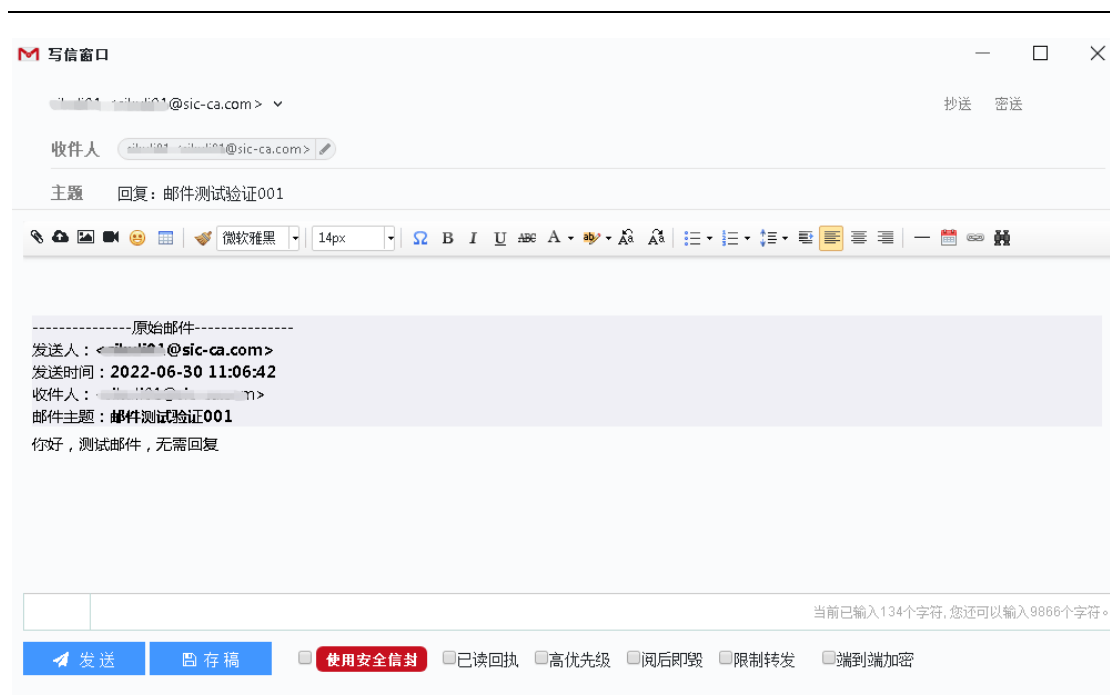 写信窗口
@sic-ca.com>
抄送 密送
收件人 @sic-ca.com>
主题 回复：邮件测试验证001
微软雅黑 14px Ω B I U ABC A ab A a A a
---------------原始邮件---------------
发送人：< @sic-ca.com>
发送时间：2022-06-30 11:06:42
收件人： m>
邮件主题：邮件测试验证001
你好，测试邮件，无需回复
当前已输入134个字符,您还可以输入9866个字符。
发送 存稿 使用安全信封 已读回执 高优先级 阅后即毁 限制转发 端到端加密